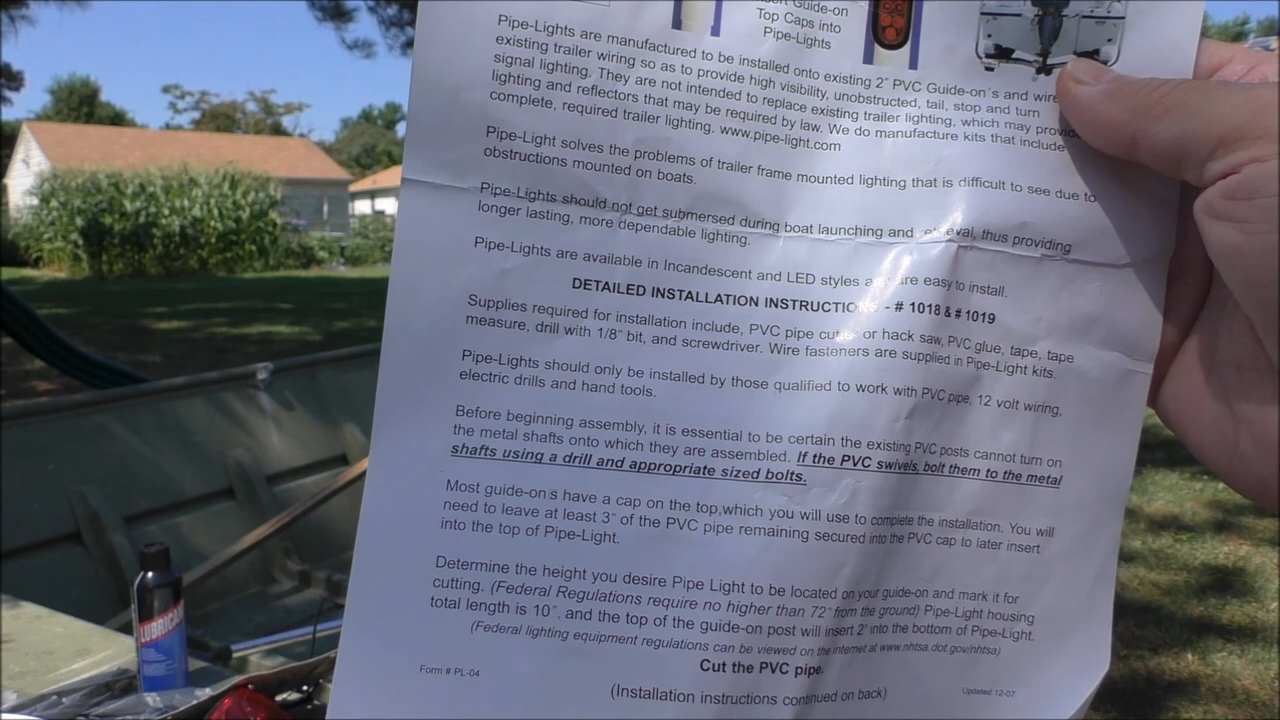 Guide-on
Top Caps into
Pipe-Lights
Pipe-Lights are manufactured to be installed onto existing 2" PVC Guide-on's and wire
existing trailer wiring so as to provide high visibility, unobstructed, tail, stop and turn
signal lighting. They are not intended to replace existing trailer lighting, which may provide
lighting and reflectors that may be required by law. We do manufacture kits that include
complete, required trailer lighting. www.pipe-light.com
Pipe-Light solves the problems of trailer frame mounted lighting that is difficult to see due to
obstructions mounted on boats.
Pipe-Lights should not get submersed during boat launching and retrieval, thus providing
longer lasting, more dependable lighting.
Pipe-Lights are available in Incandescent and LED styles are easy to install.
DETAILED INSTALLATION INSTRUCTIONS - # 1018 & # 1019
Supplies required for installation include, PVC pipe cutter or hack saw, PVC glue, tape, tape
measure, drill with 1/8" bit, and screwdriver. Wire fasteners are supplied in Pipe-Light kits.
Pipe-Lights should only be installed by those qualified to work with PVC pipe, 12 volt wiring,
electric drills and hand tools.
Before beginning assembly, it is essential to be certain the existing PVC posts cannot turn on
the metal shafts onto which they are assembled. If the PVC swivels, bolt them to the metal
shafts using a drill and appropriate sized bolts.
Most guide-on s have a cap on the top,which you will use to complete the installation. You will
need to leave at least 3" of the PVC pipe remaining secured into the PVC cap to later insert
into the top of Pipe-Light.
Determine the height you desire Pipe Light to be located on your guide-on and mark it for
cutting. (Federal Regulations require no higher than 72" from the ground) Pipe-Light housing
total length is 10", and the top of the guide-on post will insert 2" into the bottom of Pipe-Light.
(Federal lighting equipment regulations can be viewed on the internet at www.nhtsa.dot.gov/nhtsa)
Cut the PVC pipe.
Form # PL-04
(Installation instructions continued on back)
Updated 12-07
LUBRICA